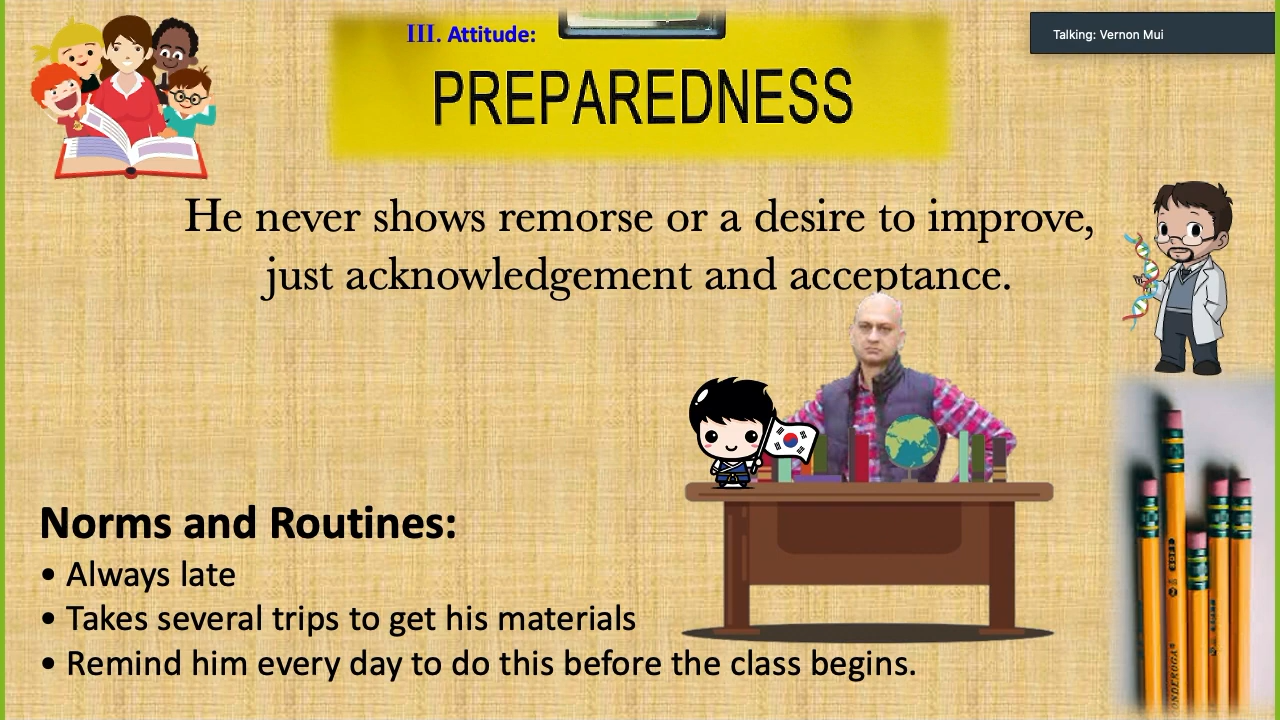 III. Attitude:
PREPAREDNESS
Talking: Vernon Mui
He never shows remorse or a desire to improve,
just acknowledgement and acceptance.
Norms and Routines:
• Always late
• Takes several trips to get his materials
• Remind him every day to do this before the class begins.